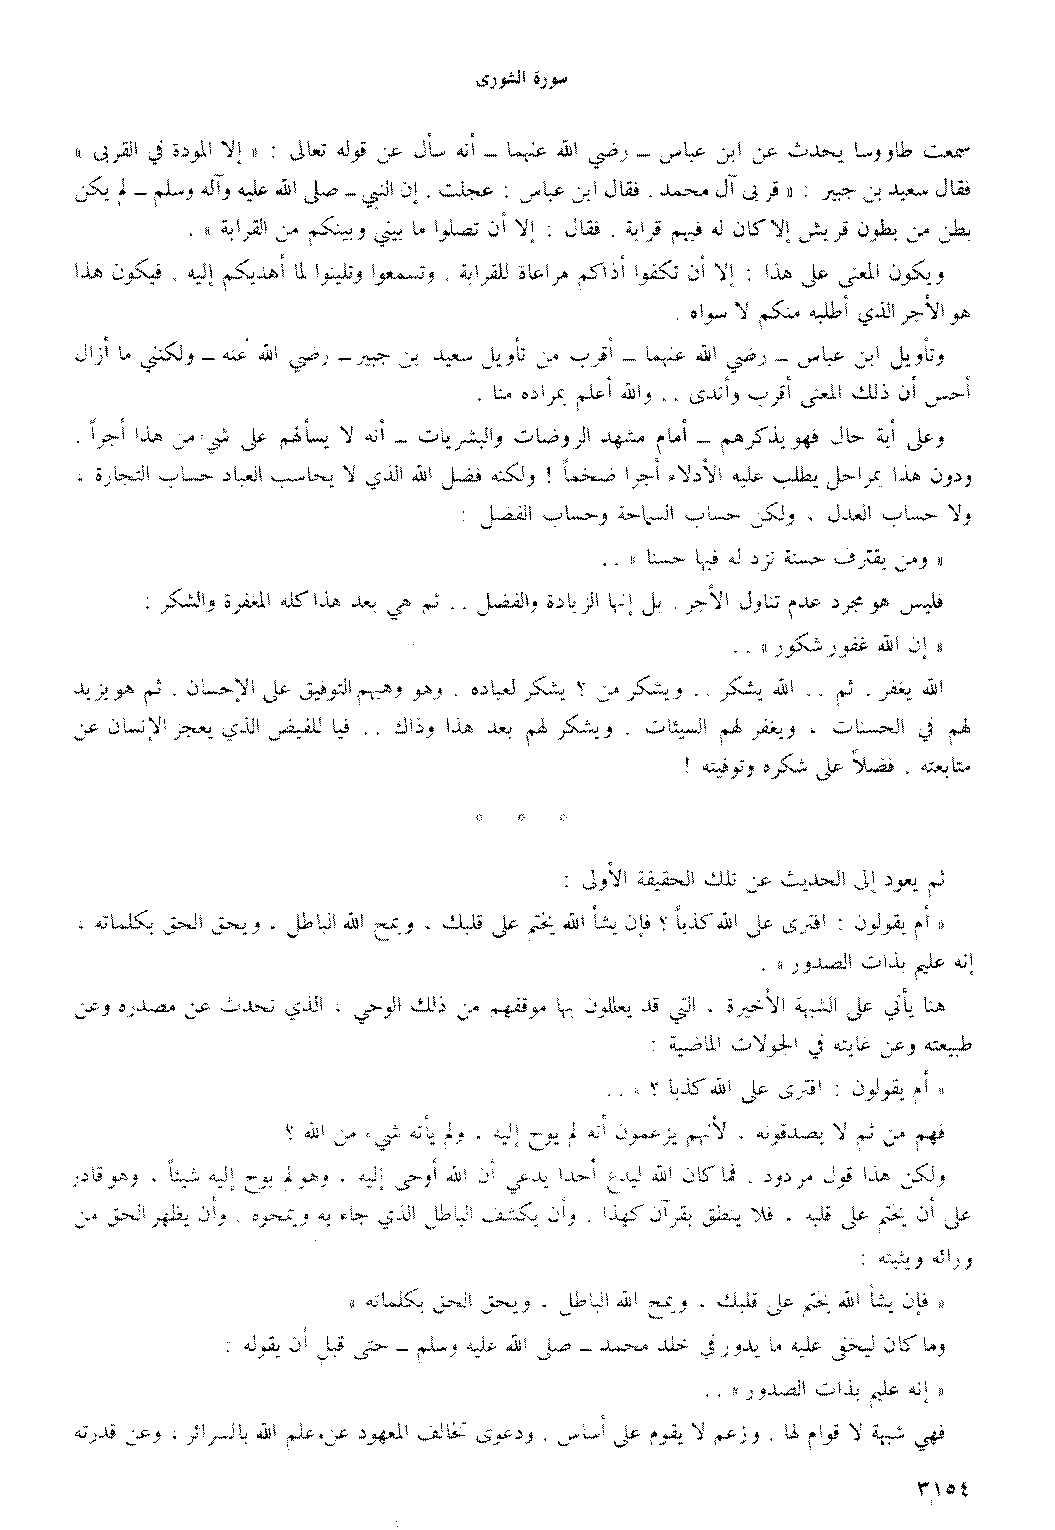 سورة الشورى
سمعت طاووسا يحدث عن ابن عباس – رضي الله عنهما – أنه سأل عن قوله تعالى : « إلا المودة في القربى »
فقال سعيد بن جبير : « قربى آل محمد . فقال ابن عباس : عجلت . إن النبي – صلى الله عليه وآله وسلم – لم يكن
بطن من بطون قريش إلا كان له فيهم قرابة . فقال : إلا أن تصلوا ما بيني وبينكم من القرابة » .
ويكون المعنى على هذا : إلا أن تكفوا أذاكم مراعاة للقرابة . وتسمعوا وتلينوا لما أهديكم إليه . فيكون هذا
هو الأجر الذي أطلبه منكم لا سواه .
وتأويل ابن عباس – رضي الله عنهما – أقرب من تأويل سعيد بن جبير – رضي الله عنه – ولكنني ما أزال
أحس أن ذلك المعنى أقرب وأندى .. والله أعلم بمراده منا .
وعلى أية حال فهو يذكرهم – أمام مشهد الروضات والبشريات – أنه لا يسألهم على شيء من هذا أجراً .
ودون هذا بمراحل يطلب عليه الأدلاء أجرا ضخماً ! ولكنه فضل الله الذي لا يحاسب العباد حساب التجارة ،
ولا حساب العدل ، ولكن حساب السماحة وحساب الفضل :
« ومن يقترف حسنة نزد له فيها حسنا » ..
فليس هو مجرد عدم تناول الأجر . بل إنها الزيادة والفضل .. ثم هي بعد هذا كله المغفرة والشكر :
« إن الله غفور شكور » ..
الله يغفر . ثم .. الله يشكر .. ويشكر من ؟ يشكر لعباده . وهو وهبهم التوفيق على الإحسان . ثم هو يزيد
لهم في الحسنات ، ويغفر لهم السيئات . ويشكر لهم بعد هذا وذاك .. فيا للفيض الذي يعجز الإنسان عن
متابعته . فضلاً على شكره وتوفيته !
* * *
ثم يعود إلى الحديث عن تلك الحقيقة الأولى :
« أم يقولون : افترى على الله كذباً ؟ فإن يشأ الله يختم على قلبك ، ويمح الله الباطل ، ويحق الحق بكلماته ،
إنه عليم بذات الصدور » .
هنا يأتي على الشبهة الأخيرة ، التي قد يعللون بها موقفهم من ذلك الوحي ، الذي تحدث عن مصدره وعن
طبيعته وعن غايته في الجولات الماضية :
« أم يقولون : افترى على الله كذبا ؟ » ..
فهم من ثم لا يصدقونه ، لأنهم يزعمون أنه لم يوح إليه ، ولم يأته شيء من الله ؟
ولكن هذا قول مردود . فما كان الله ليدع أحدا يدعي أن الله أوحى إليه ، وهو لم يوح إليه شيئاً ، وهو قادر
على أن يختم على قلبه ، فلا ينطق بقرآن كهذا . وأن يكشف الباطل الذي جاء به ويمحوه . وأن يظهر الحق من
ورائه ويثبته :
« فإن يشأ الله يختم على قلبك ، ويمح الله الباطل ، ويحق الحق بكلماته »
وما كان ليخفى عليه ما يدور في خلد محمد – صلى الله عليه وسلم – حتى قبل أن يقوله :
« إنه عليم بذات الصدور » ..
فهي شبهة لا قوام لها . وزعم لا يقوم على أساس . ودعوى تخالف المعهود عن علم الله بالسرائر ، وعن قدرته
٣١٥٤